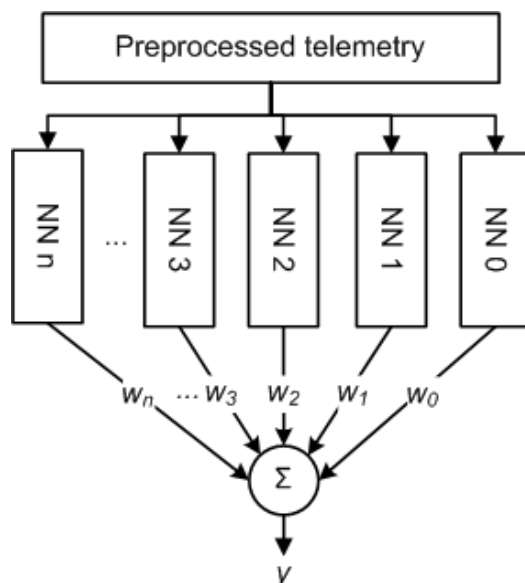 Preprocessed telemetry
NN n
...
NN 3
NN 2
NN 1
NN 0
wn
... w3
w2
w1
w0
Σ
y